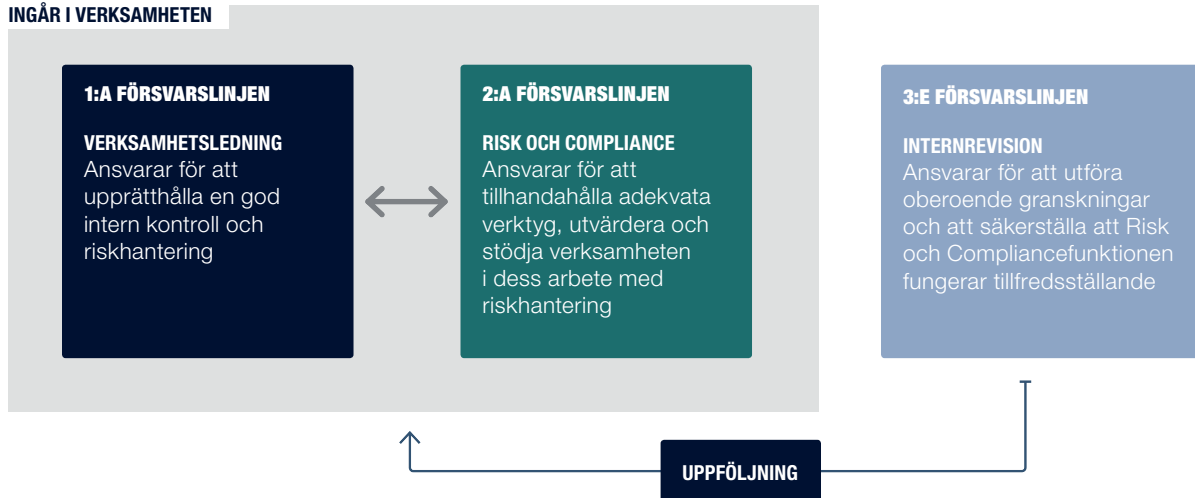 INGÅR I VERKSAMHETEN
1:A FÖRSVARSLINJEN
VERKSAMHETSLEDNING
Ansvarar för att
upprätthålla en god
intern kontroll och
riskhantering
2:A FÖRSVARSLINJEN
RISK OCH COMPLIANCE
Ansvarar för att
tillhandahålla adekvata
verktyg, utvärdera och
stödja verksamheten
i dess arbete med
riskhantering
3:E FÖRSVARSLINJEN
INTERNREVISION
Ansvarar för att utföra
oberoende granskningar
och att säkerställa att Risk
och Compliancefunktionen
fungerar tillfredsställande
UPPFÖLJNING